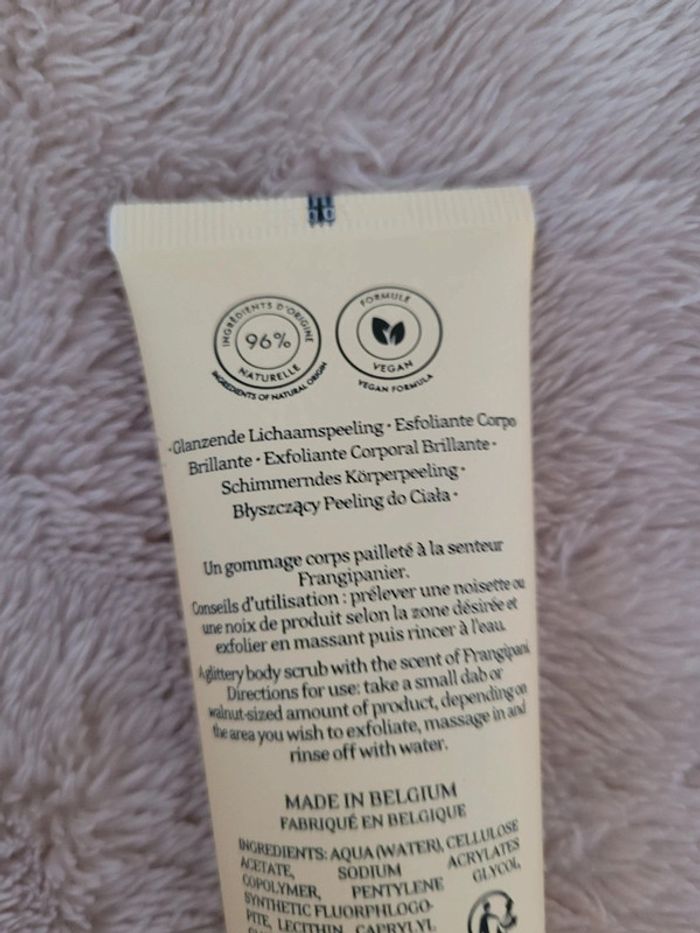 INGRÉDIENTS D'ORIGINE
96%
NATURELLE
INGREDIENTS OF NATURAL ORIGIN
FORMULE
VEGAN
VEGAN FORMULA
·Glanzende Lichaamspeeling · Esfoliante Corpo
Brillante · Exfoliante Corporal Brillante ·
Schimmerndes Körperpeeling ·
Błyszczący Peeling do Ciała ·
Un gommage corps pailleté à la senteur
Frangipanier.
Conseils d'utilisation : prélever une noisette ou
une noix de produit selon la zone désirée et
exfolier en massant puis rincer à l'eau.
A glittery body scrub with the scent of Frangipani
Directions for use: take a small dab or
walnut-sized amount of product, depending on
the area you wish to exfoliate, massage in and
rinse off with water.
MADE IN BELGIUM
FABRIQUÉ EN BELGIQUE
INGREDIENTS: AQUA (WATER), CELLULOSE
ACETATE, SODIUM ACRYLATES
COPOLYMER, PENTYLENE GLYCOL,
SYNTHETIC FLUORPHLOGO-
PITE, LECITHIN, CAPRYLYL